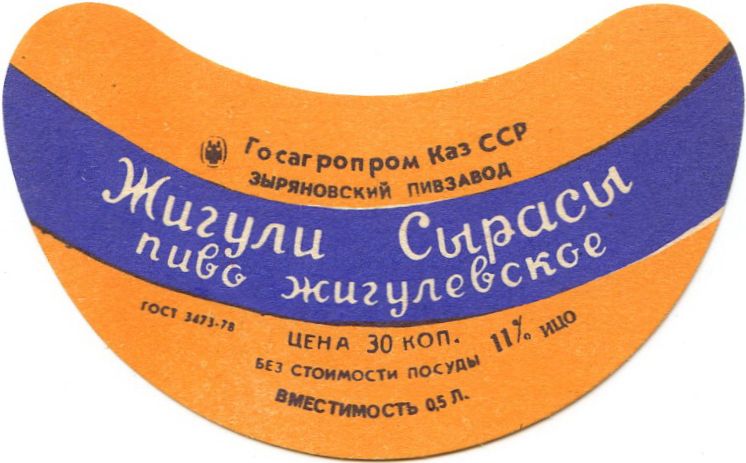 Госагропром Каз ССР
ЗЫРЯНОВСКИЙ ПИВЗАВОД
Жигули Сырасы
пиво жигулевское
ГОСТ 3473-78
ЦЕНА 30 КОП. 11% ИЦО
БЕЗ СТОИМОСТИ ПОСУДЫ
ВМЕСТИМОСТЬ 0,5 Л.